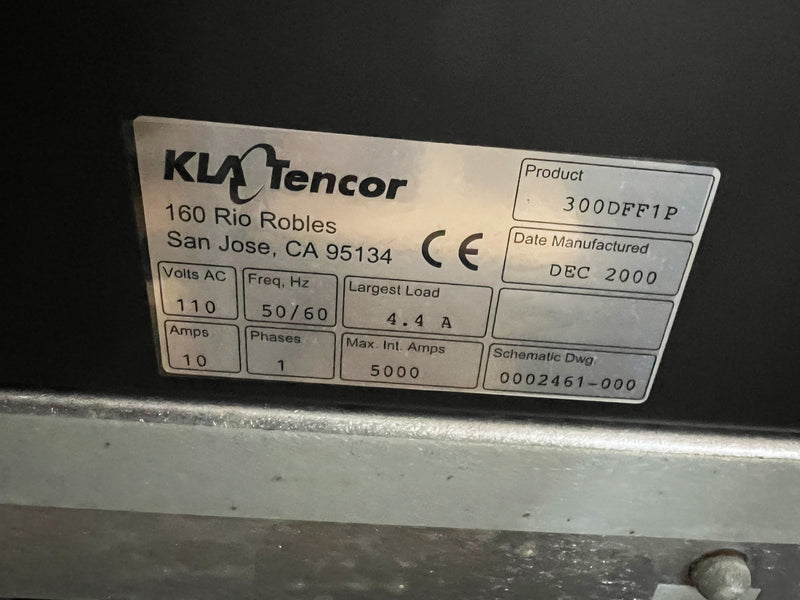 KLA Tencor
160 Rio Robles
San Jose, CA 95134
CE
Product
300DFF1P
Date Manufactured
DEC 2000
Volts AC
110
Freq, Hz
50/60
Largest Load
4.4 A
Amps
10
Phases
1
Max. Int. Amps
5000
Schematic Dwg.
0002461-000